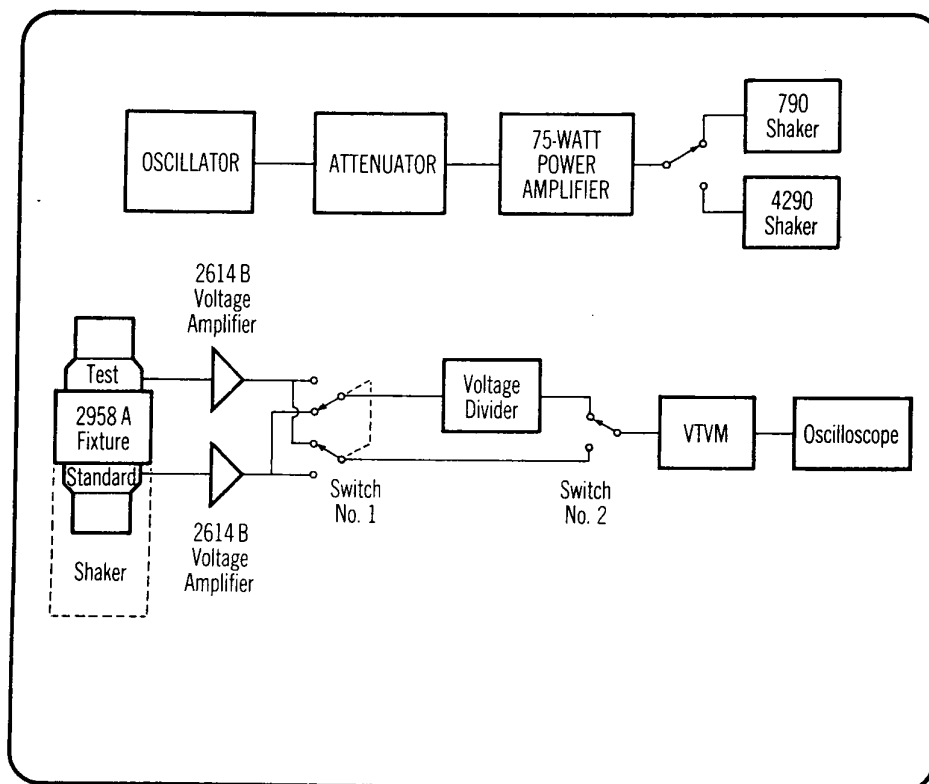 OSCILLATOR
ATTENUATOR
75-WATT
POWER
AMPLIFIER
790
Shaker
4290
Shaker
2614 B
Voltage
Amplifier
Test
2958 A
Fixture
Standard
Shaker
2614 B
Voltage
Amplifier
Switch
No. 1
Voltage
Divider
Switch
No. 2
VTVM
Oscilloscope